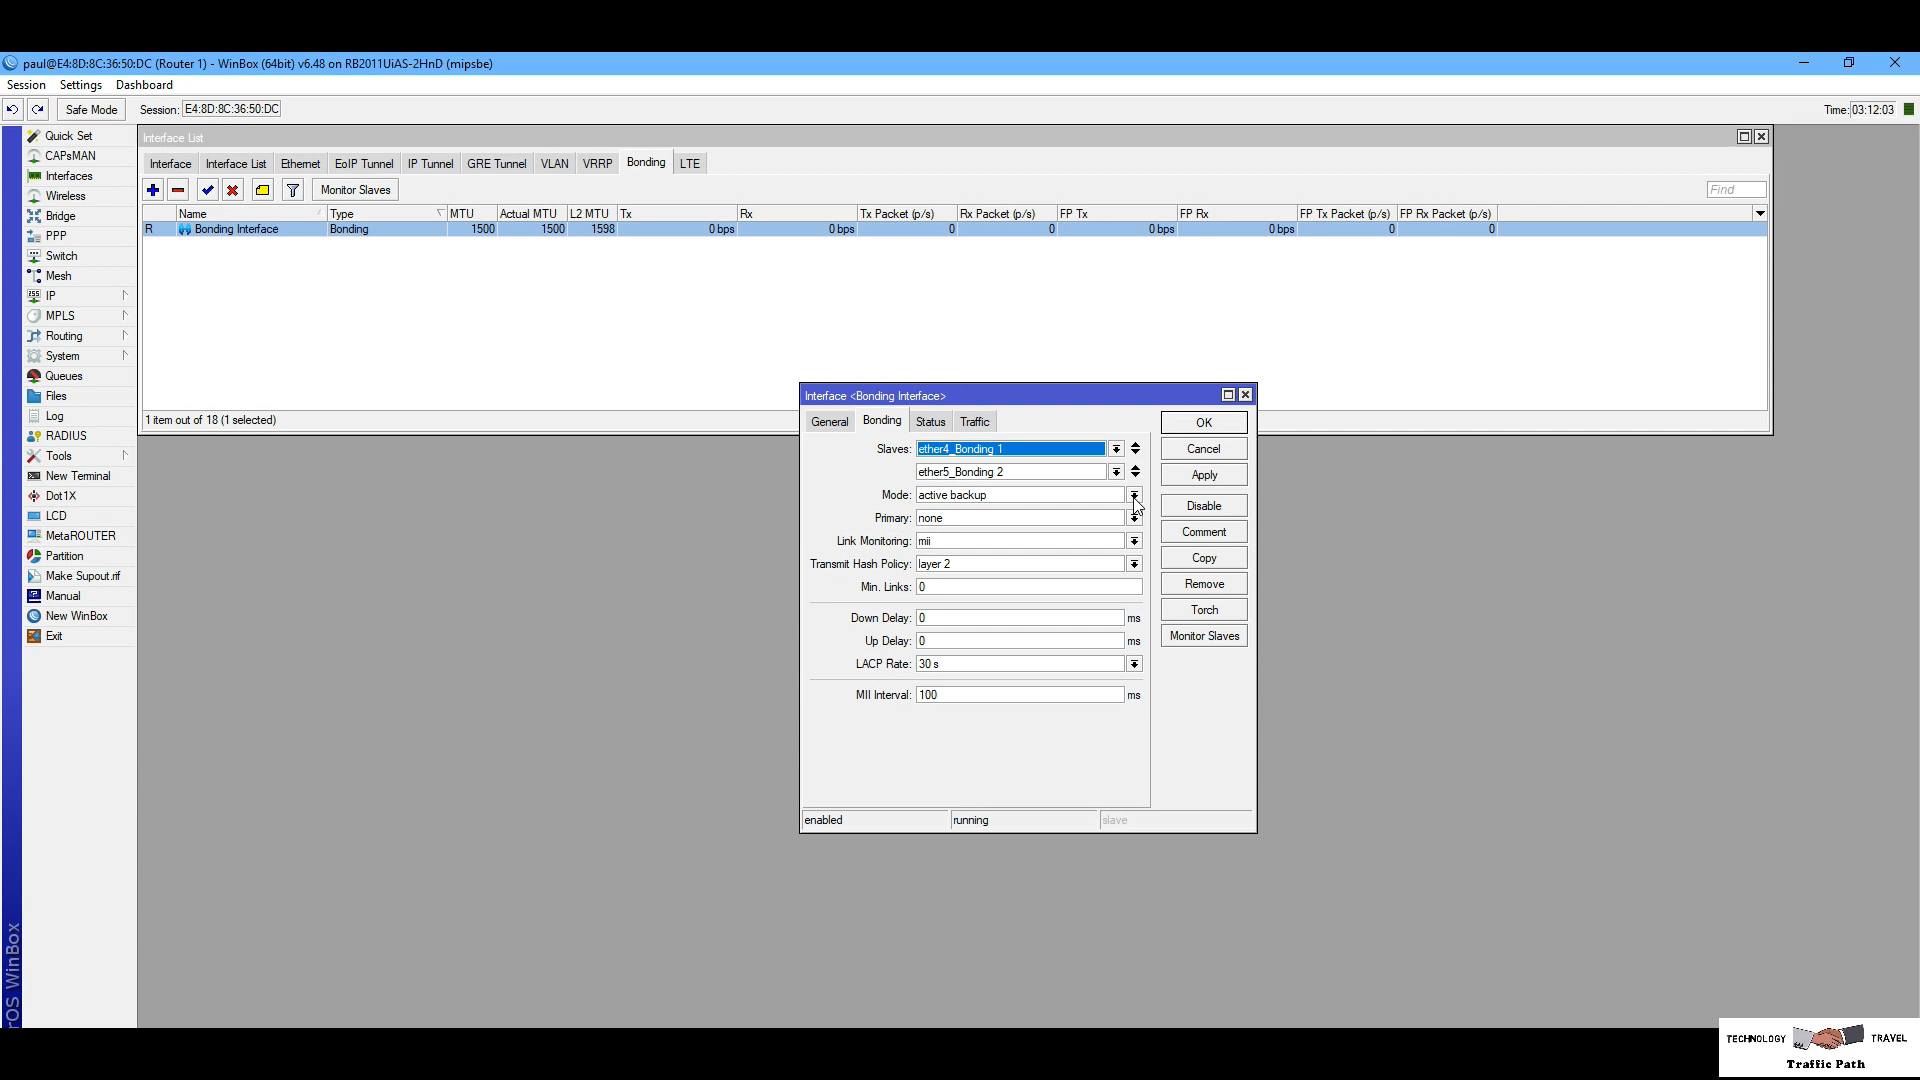 paul@E4:8D:8C:36:50:DC (Router 1) - WinBox (64bit) v6.48 on RB2011UiAS-2HnD (mipsbe)
Session Settings Dashboard
Safe Mode Session: E4:8D:8C:36:50:DC Time: 03:12:03
Quick Set
CAPsMAN
Interfaces
Wireless
Bridge
PPP
Switch
Mesh
IP
MPLS
Routing
System
Queues
Files
Log
RADIUS
Tools
New Terminal
Dot1X
LCD
MetaROUTER
Partition
Make Supout.rif
Manual
New WinBox
Exit
rOS WinBox
Interface List
Interface Interface List Ethernet EoIP Tunnel IP Tunnel GRE Tunnel VLAN VRRP Bonding LTE
Monitor Slaves Find
Name Type MTU Actual MTU L2 MTU Tx Rx Tx Packet (p/s) Rx Packet (p/s) FP Tx FP Rx FP Tx Packet (p/s) FP Rx Packet (p/s)
R Bonding Interface Bonding 1500 1500 1598 0 bps 0 bps 0 0 0 bps 0 bps 0 0
1 item out of 18 (1 selected)
Interface <Bonding Interface>
General Bonding Status Traffic
Slaves: ether4_Bonding 1
ether5_Bonding 2
Mode: active backup
Primary: none
Link Monitoring: mii
Transmit Hash Policy: layer 2
Min. Links: 0
Down Delay: 0 ms
Up Delay: 0 ms
LACP Rate: 30 s
MII Interval: 100 ms
OK
Cancel
Apply
Disable
Comment
Copy
Remove
Torch
Monitor Slaves
enabled running slave
TECHNOLOGY TRAVEL
Traffic Path